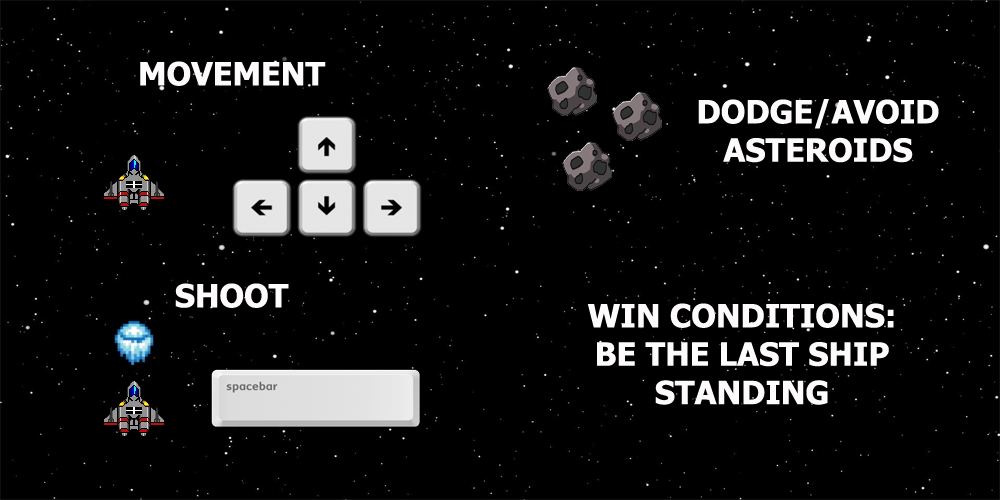 MOVEMENT
↑
← ↓ →
SHOOT
spacebar
DODGE/AVOID
ASTEROIDS
WIN CONDITIONS:
BE THE LAST SHIP
STANDING